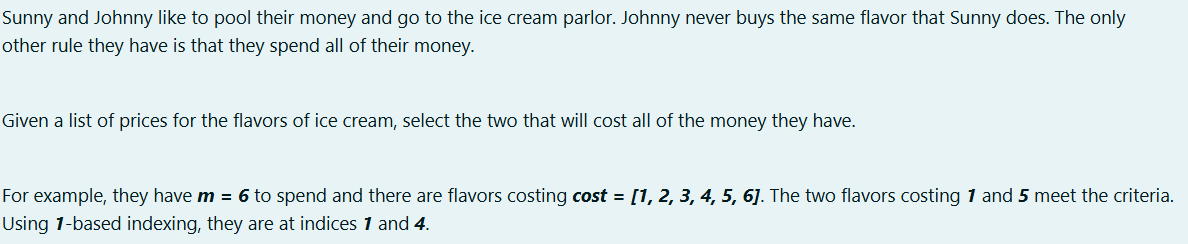 Sunny and Johnny like to pool their money and go to the ice cream parlor. Johnny never buys the same flavor that Sunny does. The only
other rule they have is that they spend all of their money.
Given a list of prices for the flavors of ice cream, select the two that will cost all of the money they have.
For example, they have m = 6 to spend and there are flavors costing cost = [1, 2, 3, 4, 5, 6]. The two flavors costing 1 and 5 meet the criteria.
Using 1-based indexing, they are at indices 1 and 4.